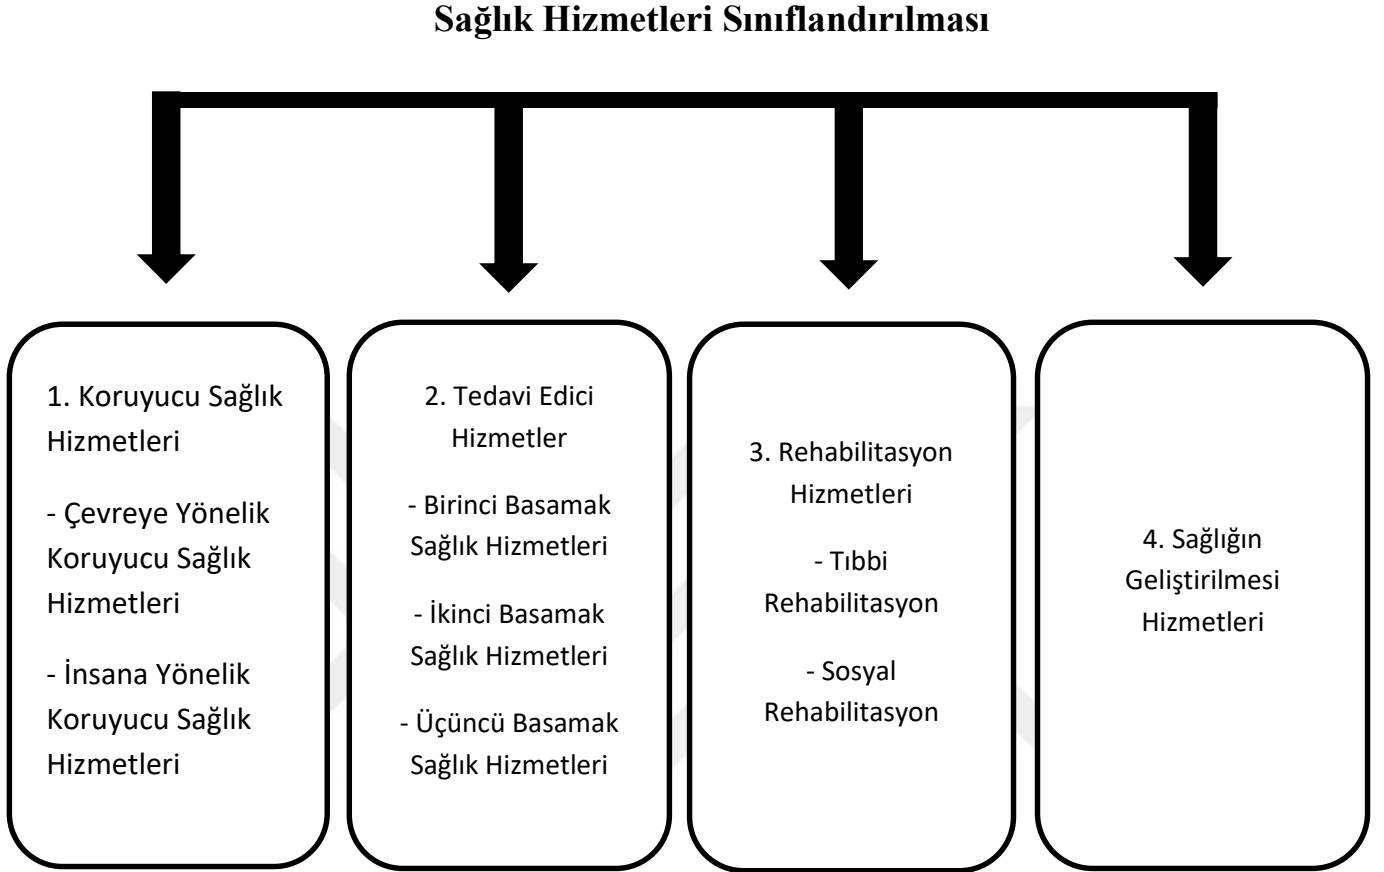 Sağlık Hizmetleri Sınıflandırılması
1. Koruyucu Sağlık
Hizmetleri
- Çevreye Yönelik
Koruyucu Sağlık
Hizmetleri
- İnsana Yönelik
Koruyucu Sağlık
Hizmetleri
2. Tedavi Edici
Hizmetler
- Birinci Basamak
Sağlık Hizmetleri
- İkinci Basamak
Sağlık Hizmetleri
- Üçüncü Basamak
Sağlık Hizmetleri
3. Rehabilitasyon
Hizmetleri
- Tıbbi
Rehabilitasyon
- Sosyal
Rehabilitasyon
4. Sağlığın
Geliştirilmesi
Hizmetleri